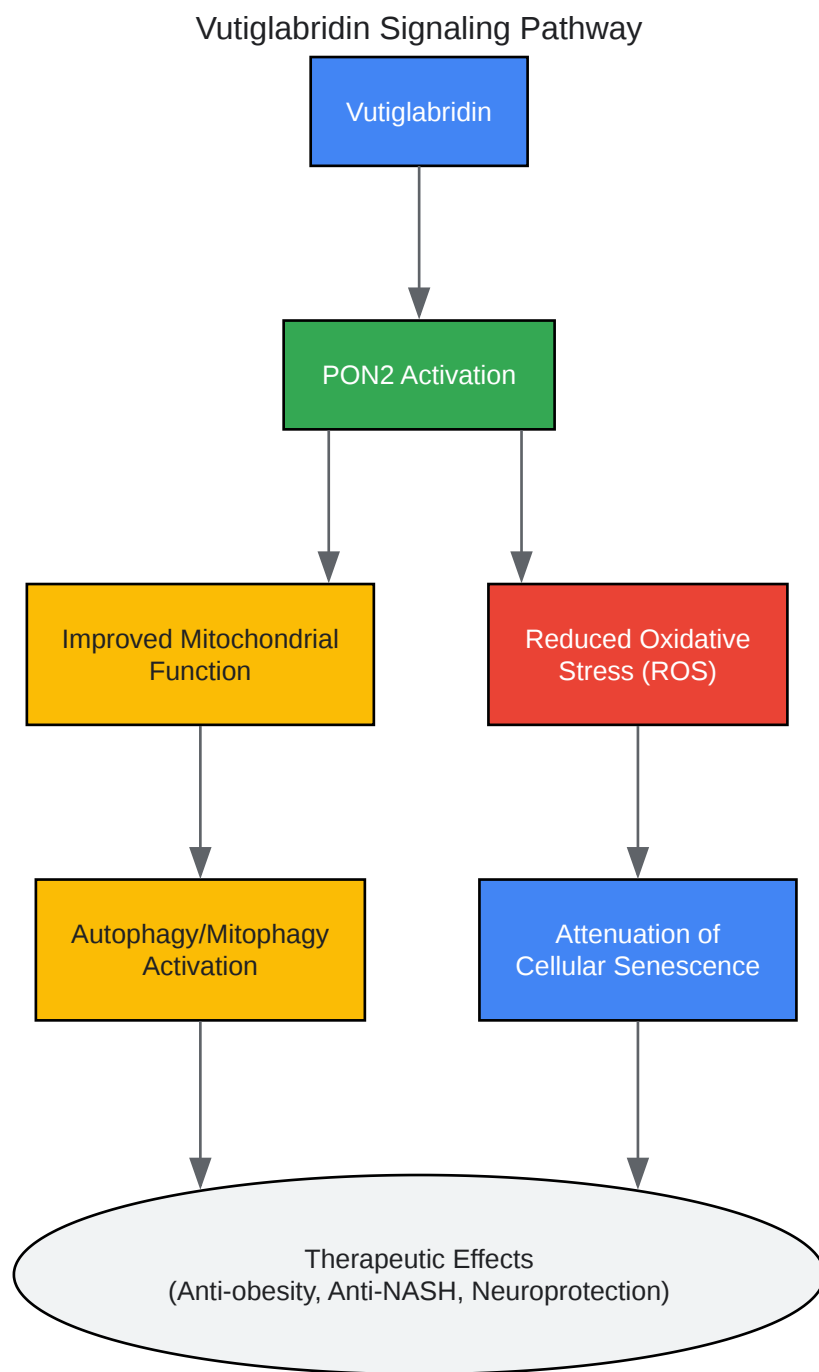 Vutiglabridin Signaling Pathway
Vutiglabridin
PON2 Activation
Improved Mitochondrial
Function
Reduced Oxidative
Stress (ROS)
Autophagy/Mitophagy
Activation
Attenuation of
Cellular Senescence
Therapeutic Effects
(Anti-obesity, Anti-NASH, Neuroprotection)